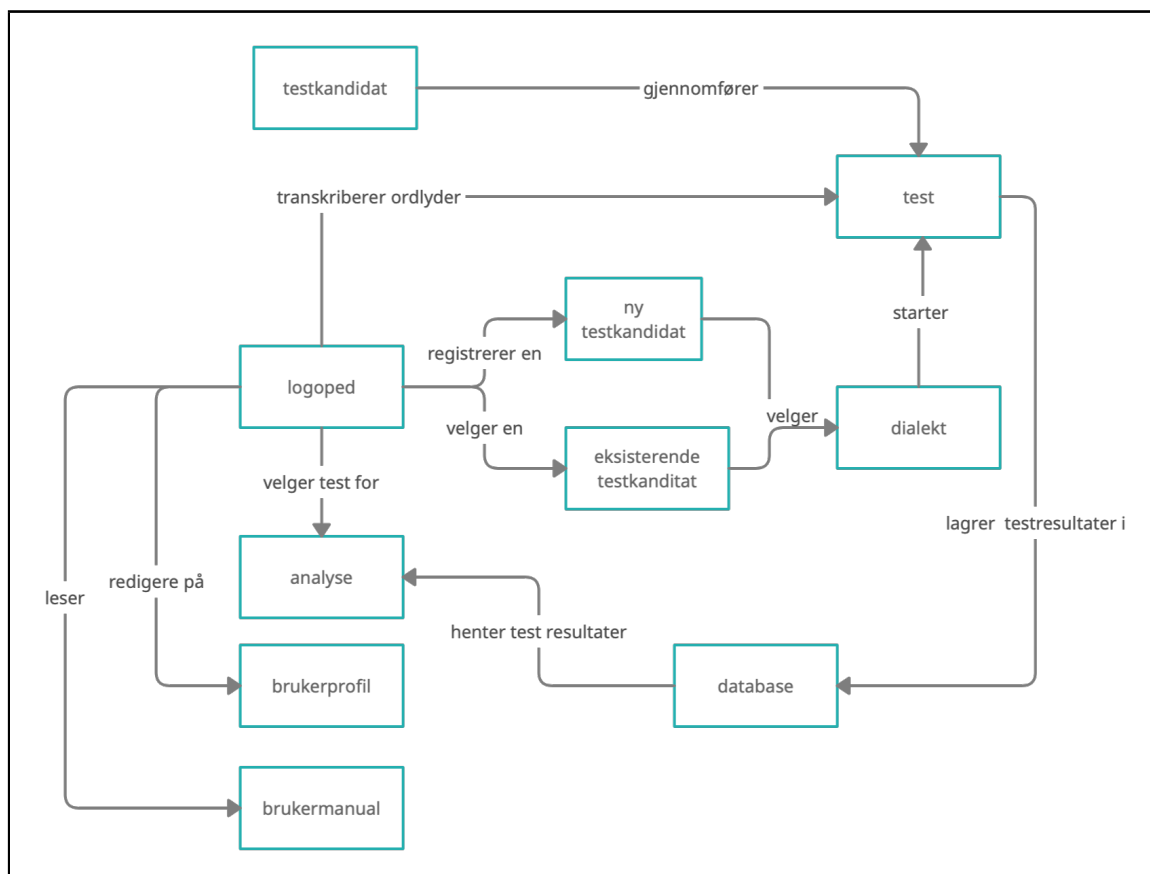 testkandidat
gjennomfører
transkriberer ordlyder
test
ny
testkandidat
starter
registrerer en
logoped
velger
dialekt
velger en
eksisterende
testkanditat
velger test for
lagrer  testresultater i
analyse
redigere på
leser
henter test resultater
brukerprofil
database
brukermanual